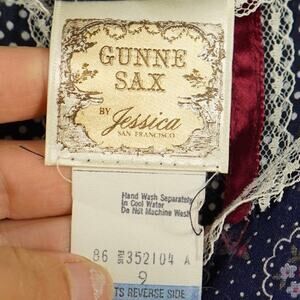 GUNNE
SAX
BY Jessica
SAN FRANCISCO
Hand Wash Separately
In Cool Water
Do Not Machine Wash
86 STYLE 352104 A
9
REVERSE SIDE